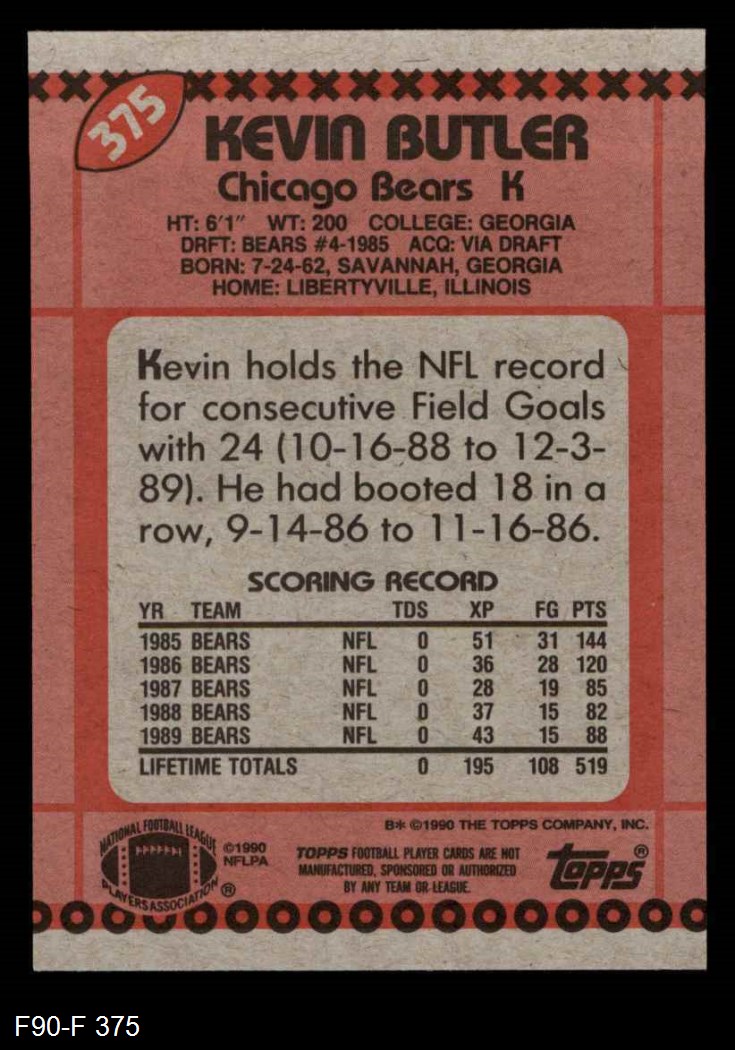 375
KEVIN BUTLER
Chicago Bears K
HT: 6'1" WT: 200 COLLEGE: GEORGIA
DRFT: BEARS #4-1985 ACQ: VIA DRAFT
BORN: 7-24-62, SAVANNAH, GEORGIA
HOME: LIBERTYVILLE, ILLINOIS
Kevin holds the NFL record
for consecutive Field Goals
with 24 (10-16-88 to 12-3-
89). He had booted 18 in a
row, 9-14-86 to 11-16-86.
SCORING RECORD
YR TEAM TDS XP FG PTS
1985 BEARS NFL 0 51 31 144
1986 BEARS NFL 0 36 28 120
1987 BEARS NFL 0 28 19 85
1988 BEARS NFL 0 37 15 82
1989 BEARS NFL 0 43 15 88
LIFETIME TOTALS 0 195 108 519
B* ©1990 THE TOPPS COMPANY, INC.
NATIONAL FOOTBALL LEAGUE
PLAYERS ASSOCIATION ®
©1990
NFLPA
TOPPS FOOTBALL PLAYER CARDS ARE NOT
MANUFACTURED, SPONSORED OR AUTHORIZED
BY ANY TEAM OR LEAGUE.
topps®
F90-F 375